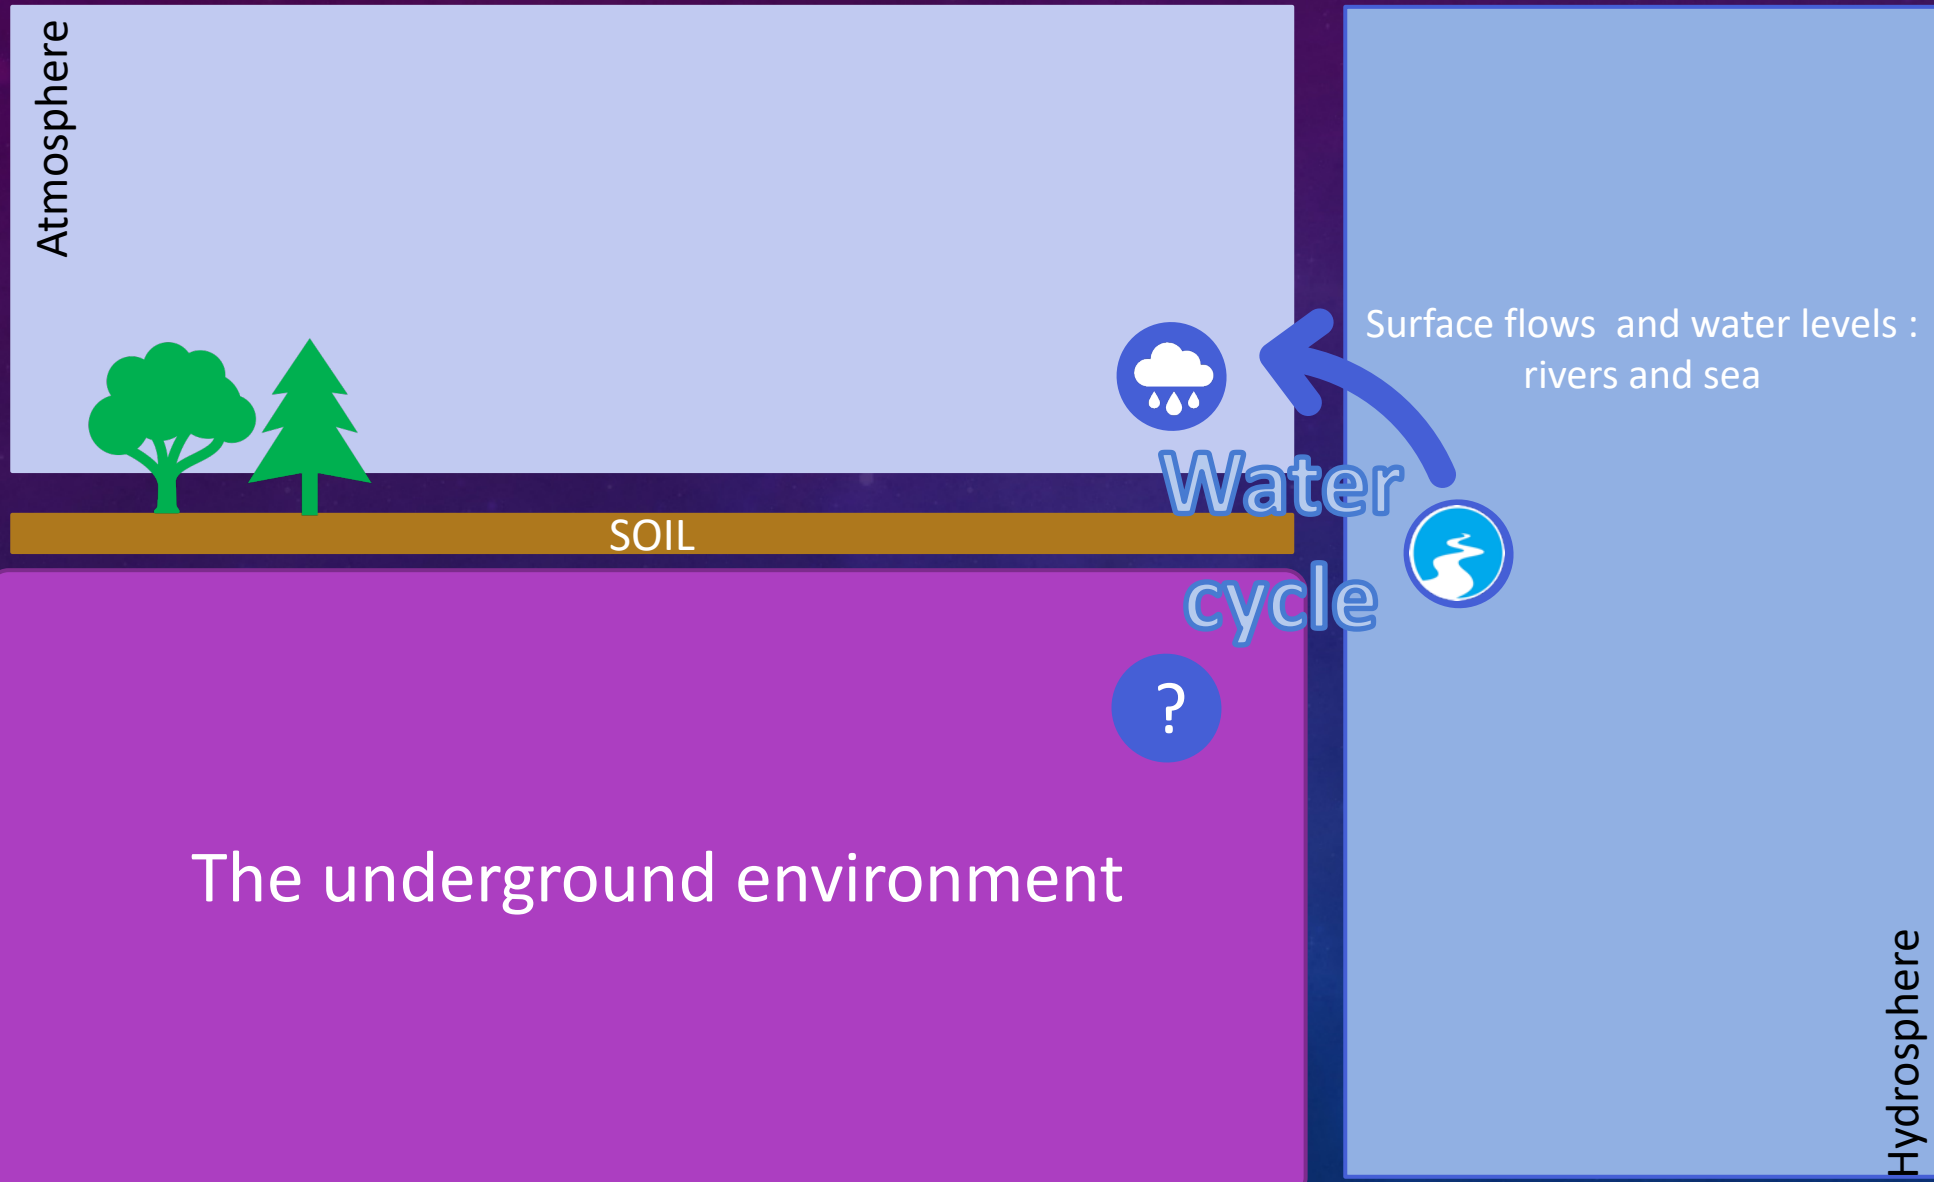 Atmosphere
Surface flows  and water levels :
rivers and sea
Water
cycle
SOIL
?
The underground environment
Hydrosphere